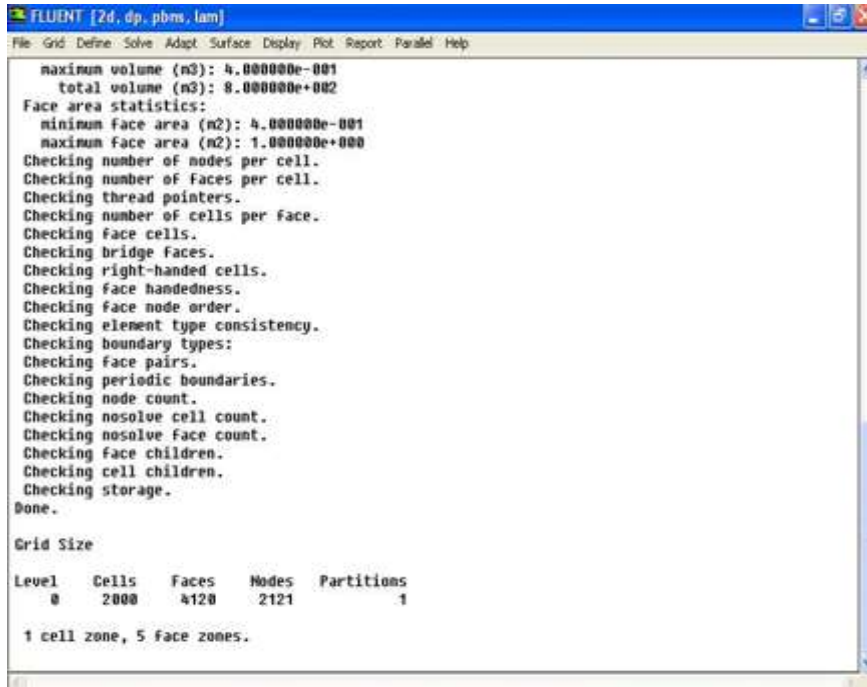 FLUENT [2d, dp, pbns, lam]
File Grid Define Solve Adapt Surface Display Plot Report Parallel Help
maximum volume (m3): 4.000000e-001
total volume (m3): 8.000000e+002
Face area statistics:
minimum face area (m2): 4.000000e-001
maximum face area (m2): 1.000000e+000
Checking number of nodes per cell.
Checking number of faces per cell.
Checking thread pointers.
Checking number of cells per face.
Checking face cells.
Checking bridge faces.
Checking right-handed cells.
Checking face handedness.
Checking face node order.
Checking element type consistency.
Checking boundary types:
Checking face pairs.
Checking periodic boundaries.
Checking node count.
Checking nosolve cell count.
Checking nosolve face count.
Checking face children.
Checking cell children.
Checking storage.
Done.
Grid Size
Level Cells Faces Nodes Partitions
0 2000 4120 2121 1
1 cell zone, 5 face zones.